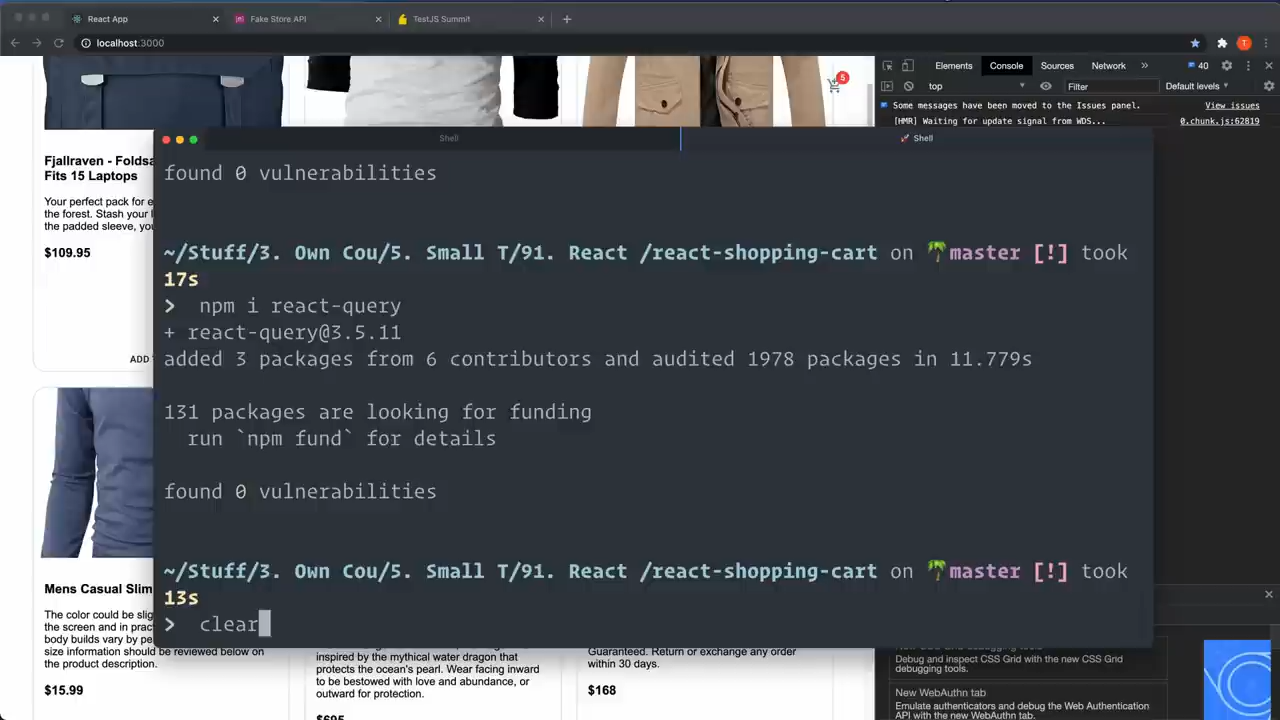 React App
Fake Store API
TestJS Summit
localhost:3000
T
5
Elements
Console
Sources
Network
»
40
top
Filter
Default levels
Some messages have been moved to the Issues panel.
View issues
[HMR] Waiting for update signal from WDS...
0.chunk.js:62819
Shell
🚀 Shell
found 0 vulnerabilities
~/Stuff/3. Own Cou/5. Small T/91. React /react-shopping-cart on 🌴master [!] took
17s
> npm i react-query
+ react-query@3.5.11
added 3 packages from 6 contributors and audited 1978 packages in 11.779s
131 packages are looking for funding
run `npm fund` for details
found 0 vulnerabilities
~/Stuff/3. Own Cou/5. Small T/91. React /react-shopping-cart on 🌴master [!] took
13s
> clear
Fjallraven - Foldsa
Fits 15 Laptops
Your perfect pack for e
the forest. Stash your l
the padded sleeve, you
$109.95
ADD
Mens Casual Slim
The color could be slig
the screen and in prac
body builds vary by pe
size information should be reviewed below on
the product description.
$15.99
inspired by the mythical water dragon that
protects the ocean's pearl. Wear facing inward
to be bestowed with love and abundance, or
outward for protection.
$695
Guaranteed. Return or exchange any order
within 30 days.
$168
Debug and inspect CSS Grid with the new CSS Grid
debugging tools.
New WebAuthn tab
Emulate authenticators and debug the Web Authentication
API with the new WebAuthn tab.